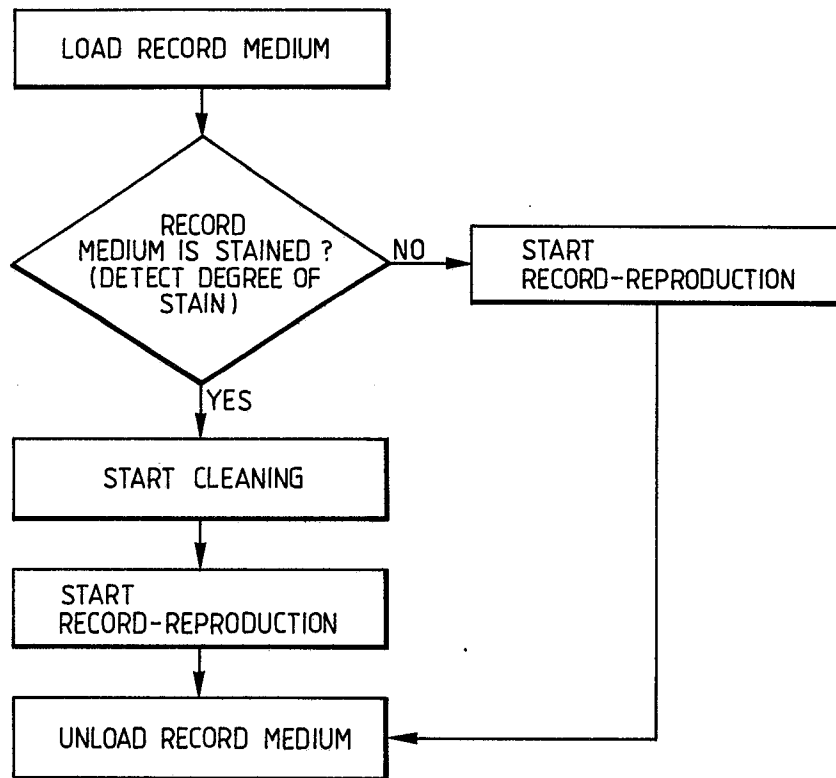 LOAD RECORD MEDIUM
RECORD
MEDIUM IS STAINED ?
(DETECT DEGREE OF
STAIN)
NO
START
RECORD-REPRODUCTION
YES
START CLEANING
START
RECORD-REPRODUCTION
UNLOAD RECORD MEDIUM